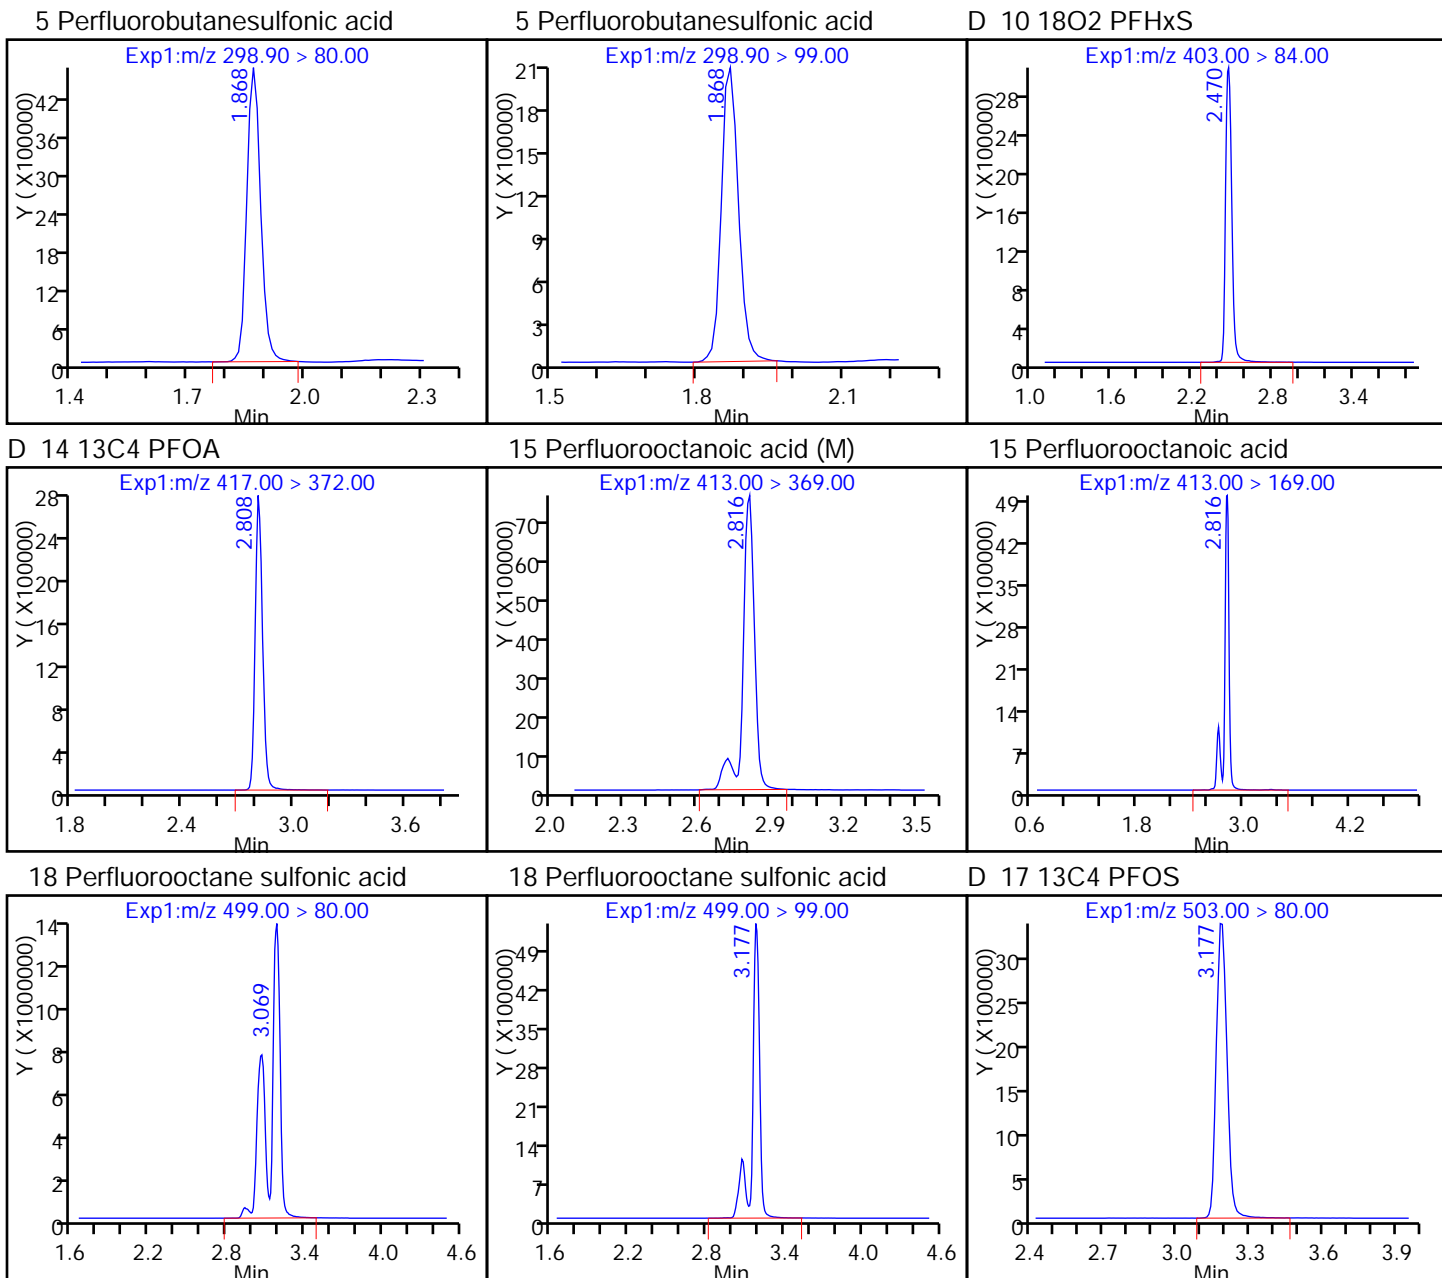 5 Perfluorobutanesulfonic acid
Exp1:m/z 298.90 > 80.00
1.868
Y ( X100000)
42
36
30
24
18
12
6
0
1.4 1.7 2.0 2.3
Min
5 Perfluorobutanesulfonic acid
Exp1:m/z 298.90 > 99.00
1.868
Y ( X100000)
21
18
15
12
9
6
3
0
1.5 1.8 2.1
Min
D 10 18O2 PFHxS
Exp1:m/z 403.00 > 84.00
2.470
Y ( X100000)
28
24
20
16
12
8
4
0
1.0 1.6 2.2 2.8 3.4
Min
D 14 13C4 PFOA
Exp1:m/z 417.00 > 372.00
2.808
Y ( X100000)
28
24
20
16
12
8
4
0
1.8 2.4 3.0 3.6
Min
15 Perfluorooctanoic acid (M)
Exp1:m/z 413.00 > 369.00
2.816
Y ( X100000)
70
60
50
40
30
20
10
0
2.0 2.3 2.6 2.9 3.2 3.5
Min
15 Perfluorooctanoic acid
Exp1:m/z 413.00 > 169.00
2.816
Y ( X100000)
49
42
35
28
21
14
7
0
0.6 1.8 3.0 4.2
Min
18 Perfluorooctane sulfonic acid
Exp1:m/z 499.00 > 80.00
3.069
Y ( X100000)
14
12
10
8
6
4
2
0
1.6 2.2 2.8 3.4 4.0 4.6
Min
18 Perfluorooctane sulfonic acid
Exp1:m/z 499.00 > 99.00
3.177
Y ( X100000)
49
42
35
28
21
14
7
0
1.6 2.2 2.8 3.4 4.0 4.6
Min
D 17 13C4 PFOS
Exp1:m/z 503.00 > 80.00
3.177
Y ( X100000)
30
25
20
15
10
5
0
2.4 2.7 3.0 3.3 3.6 3.9
Min